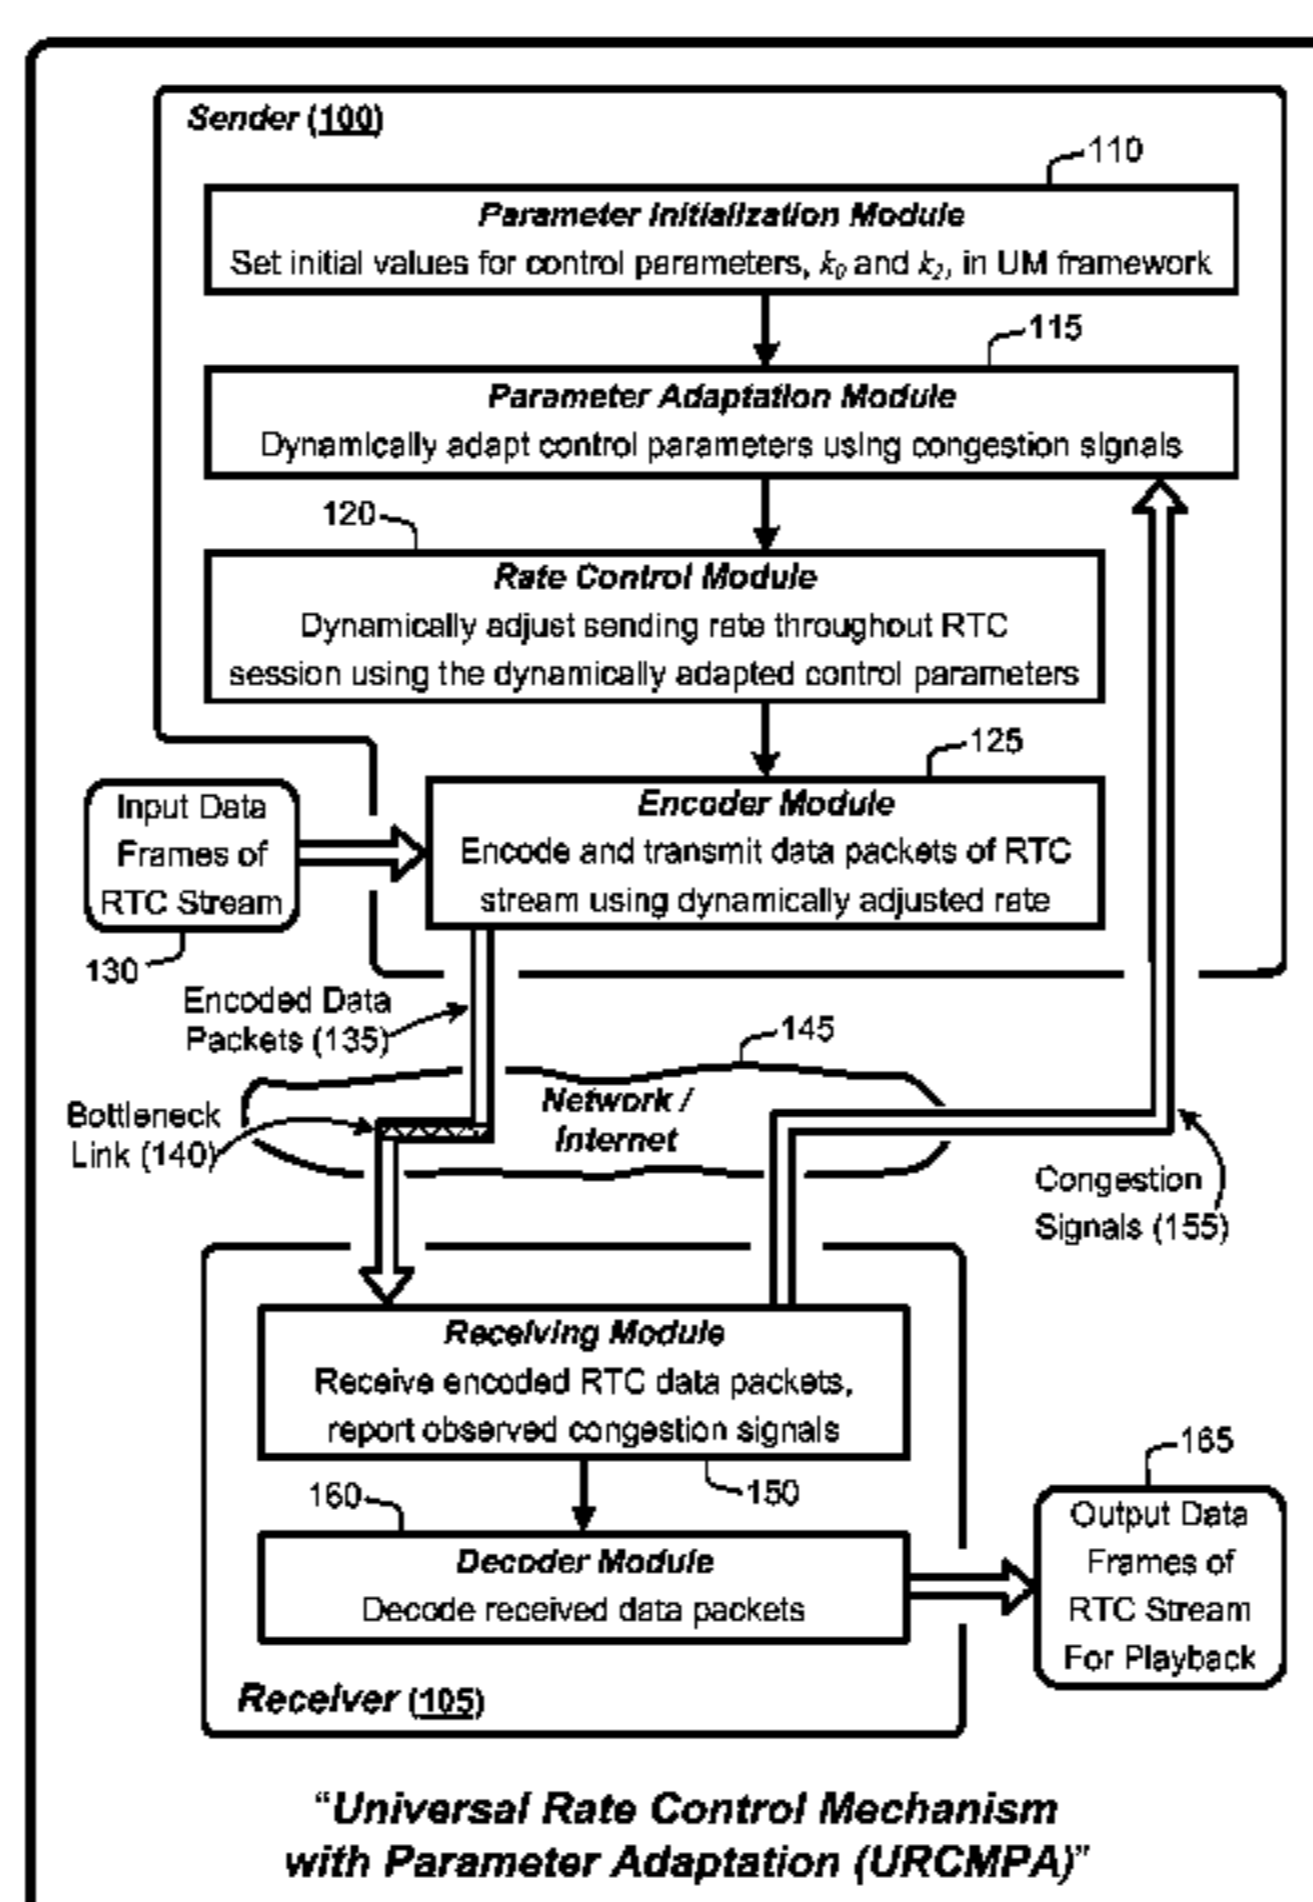 Sender (100)
110
Parameter Initialization Module
Set initial values for control parameters, k0 and k2, in UM framework
115
Parameter Adaptation Module
Dynamically adapt control parameters using congestion signals
120
Rate Control Module
Dynamically adjust sending rate throughout RTC
session using the dynamically adapted control parameters
125
Input Data
Frames of
RTC Stream
130
Encoder Module
Encode and transmit data packets of RTC
stream using dynamically adjusted rate
Encoded Data
Packets (135)
145
Network /
Internet
Bottleneck
Link (140)
Congestion
Signals (155)
Receiving Module
Receive encoded RTC data packets,
report observed congestion signals
150
160
165
Decoder Module
Decode received data packets
Output Data
Frames of
RTC Stream
For Playback
Receiver (105)
"Universal Rate Control Mechanism
with Parameter Adaptation (URCMPA)"